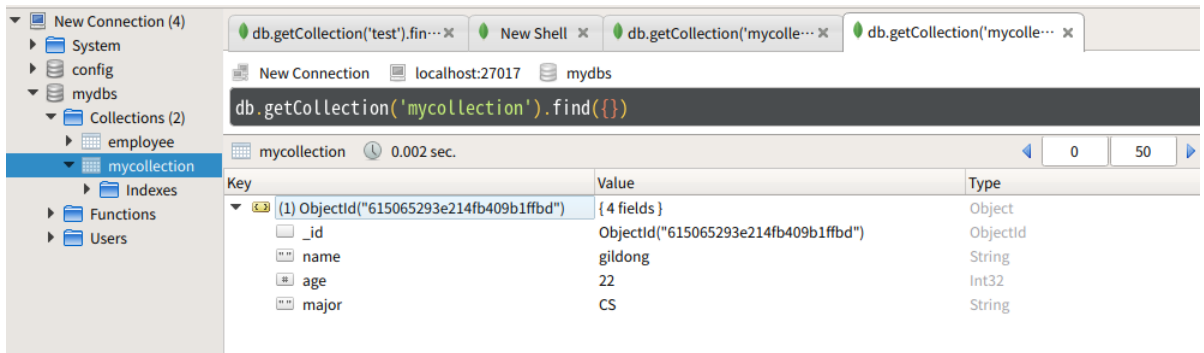 New Connection (4)
System
config
mydbs
Collections (2)
employee
mycollection
Indexes
Functions
Users
db.getCollection('test').fin··· ×
New Shell ×
db.getCollection('mycolle··· ×
db.getCollection('mycolle··· ×
New Connection localhost:27017 mydbs
db.getCollection('mycollection').find({})
mycollection 0.002 sec. 0 50
Key Value Type
(1) ObjectId("615065293e214fb409b1ffbd") { 4 fields } Object
_id ObjectId("615065293e214fb409b1ffbd") ObjectId
"" name gildong String
# age 22 Int32
"" major CS String